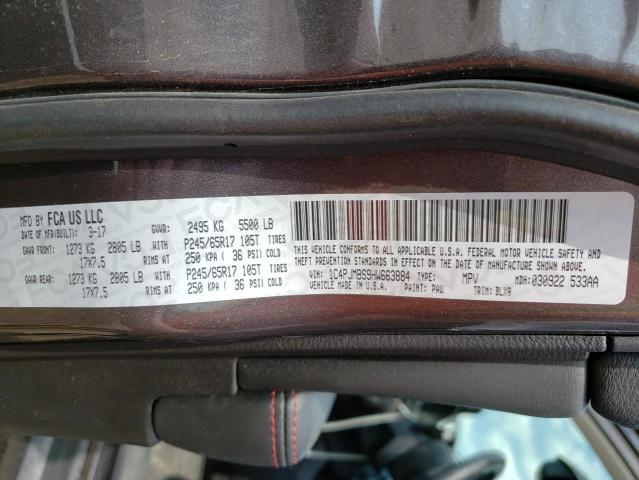 MFD BY FCA US LLC
DATE OF MFR(BUILT): 3-17 GVWR: 2495 KG 5500 LB
GAWR FRONT: 1273 KG 2805 LB WITH P245/65R17 105T TIRES
17X7.5 RIMS AT 250 KPA ( 36 PSI) COLD
GAWR REAR: 1273 KG 2805 LB WITH P245/65R17 105T TIRES
17X7.5 RIMS AT 250 KPA ( 36 PSI) COLD
THIS VEHICLE CONFORMS TO ALL APPLICABLE U.S.A. FEDERAL MOTOR VEHICLE SAFETY, BUMPER, AND
THEFT PREVENTION STANDARDS IN EFFECT ON THE DATE OF MANUFACTURE SHOWN ABOVE.
VIN: 1C4PJMBS9HW663884 TYPE: MPV MDH: 030922 533AA
VEHICLE MADE IN U.S.A. PAINT: PAU TRIM: BLX9